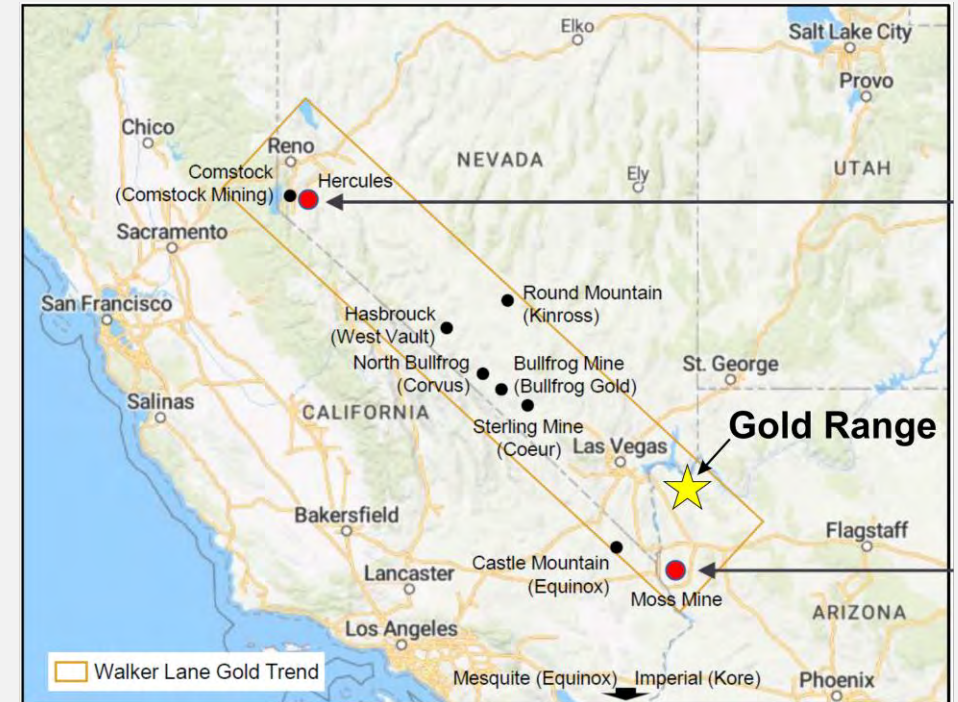 Elko
Salt Lake City
Provo
Chico
Reno
NEVADA
Comstock
(Comstock Mining)
Hercules
Ely
UTAH
Sacramento
San Francisco
Round Mountain
(Kinross)
Hasbrouck
(West Vault)
North Bullfrog
(Corvus)
Bullfrog Mine
(Bullfrog Gold)
St. George
Salinas
CALIFORNIA
Sterling Mine
(Coeur)
Las Vegas
Gold Range
Bakersfield
Flagstaff
Castle Mountain
(Equinox)
Lancaster
Moss Mine
ARIZONA
Los Angeles
Walker Lane Gold Trend
Mesquite (Equinox)
Imperial (Kore)
Phoenix